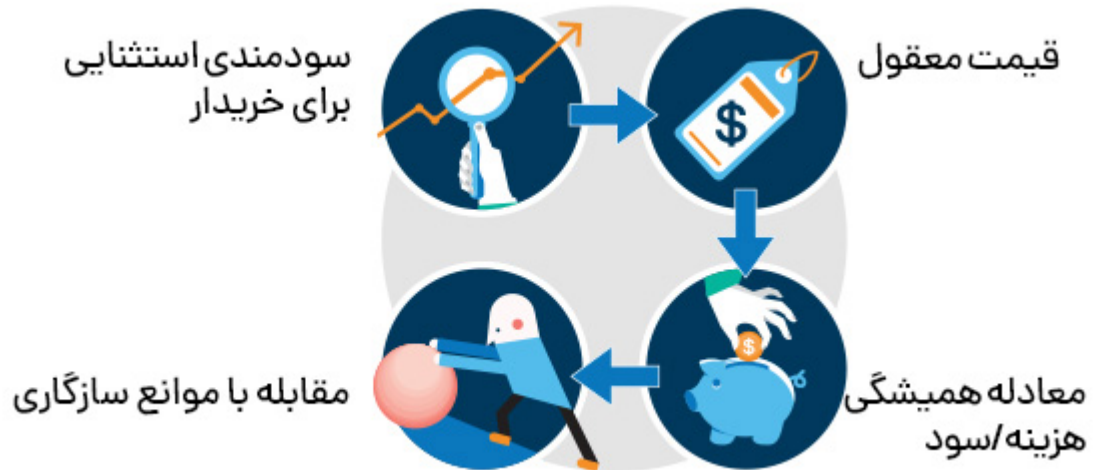 سودمندی استثنایی
برای خریدار
قیمت معقول
$
معادله همیشگی
هزینه/سود
$
مقابله با موانع سازگاری